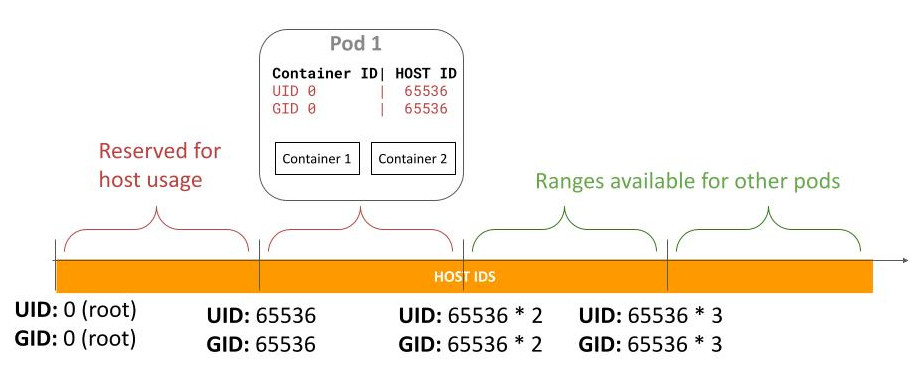 Pod 1
Container ID| HOST ID
UID 0 | 65536
GID 0 | 65536
Container 1
Container 2
Reserved for
host usage
Ranges available for other pods
HOST IDS
UID: 0 (root)
GID: 0 (root)
UID: 65536
GID: 65536
UID: 65536 * 2
GID: 65536 * 2
UID: 65536 * 3
GID: 65536 * 3